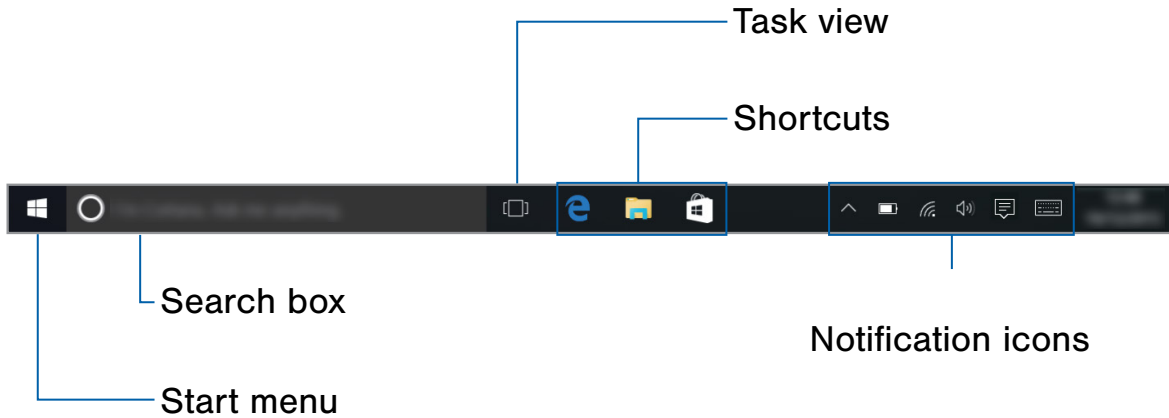 Task view
Shortcuts
Search box
Notification icons
Start menu